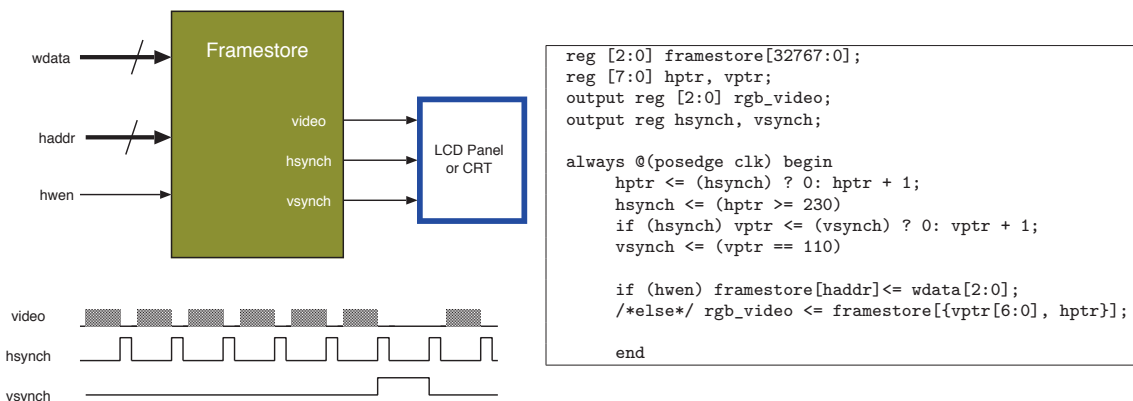 Framestore
wdata
haddr
hwen
video
hsynch
vsynch
LCD Panel
or CRT
video
hsynch
vsynch
reg [2:0] framestore[32767:0];
reg [7:0] hptr, vptr;
output reg [2:0] rgb_video;
output reg hsynch, vsynch;
always @(posedge clk) begin
hptr <= (hsynch) ? 0: hptr + 1;
hsynch <= (hptr >= 230)
if (hsynch) vptr <= (vsynch) ? 0: vptr + 1;
vsynch <= (vptr == 110)
if (hwen) framestore[haddr]<= wdata[2:0];
/*else*/ rgb_video <= framestore[{vptr[6:0], hptr}];
end